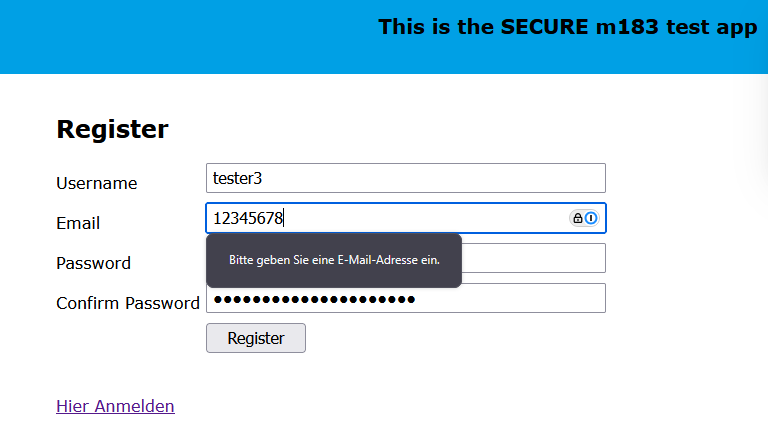 This is the SECURE m183 test app
Register
Username
tester3
Email
12345678
Bitte geben Sie eine E-Mail-Adresse ein.
Password
Confirm Password
●●●●●●●●●●●●●●●●●●●●●
Register
Hier Anmelden